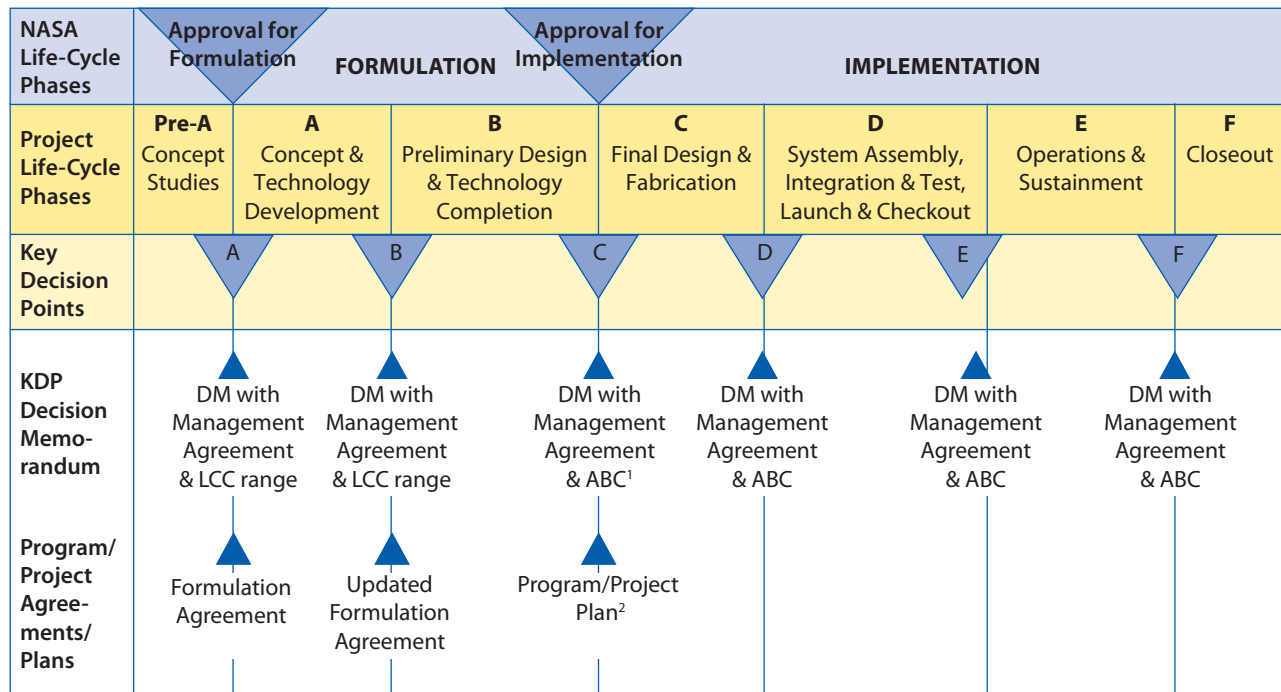 NASA
Life-Cycle
Phases
Approval for
Formulation
FORMULATION
Approval for
Implementation
IMPLEMENTATION
Project
Life-Cycle
Phases
Pre-A
Concept
Studies
A
Concept &
Technology
Development
B
Preliminary Design
& Technology
Completion
C
Final Design &
Fabrication
D
System Assembly,
Integration & Test,
Launch & Checkout
E
Operations &
Sustainment
F
Closeout
Key
Decision
Points
A
B
C
D
E
F
KDP
Decision
Memo-
randum
DM with
Management
Agreement
& LCC range
DM with
Management
Agreement
& LCC range
DM with
Management
Agreement
& ABC¹
DM with
Management
Agreement
& ABC
DM with
Management
Agreement
& ABC
DM with
Management
Agreement
& ABC
Program/
Project
Agree-
ments/
Plans
Formulation
Agreement
Updated
Formulation
Agreement
Program/Project
Plan²